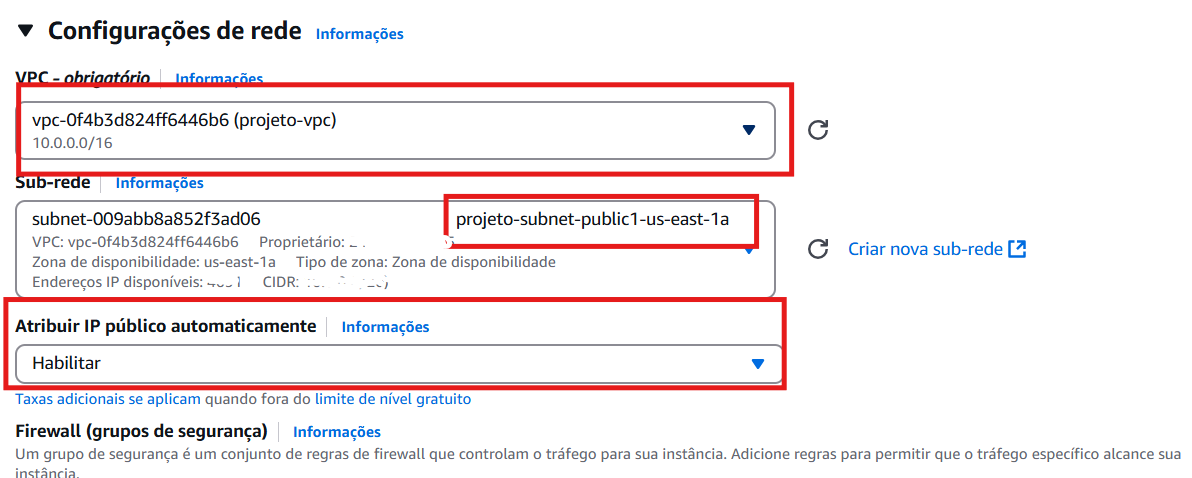 Configurações de rede Informações
VPC - obrigatório Informações
vpc-0f4b3d824ff6446b6 (projeto-vpc)
10.0.0.0/16
Sub-rede Informações
subnet-009abb8a852f3ad06 projeto-subnet-public1-us-east-1a
VPC: vpc-0f4b3d824ff6446b6 Proprietário:
Zona de disponibilidade: us-east-1a Tipo de zona: Zona de disponibilidade
Endereços IP disponíveis: CIDR:
Criar nova sub-rede
Atribuir IP público automaticamente Informações
Habilitar
Taxas adicionais se aplicam quando fora do limite de nível gratuito
Firewall (grupos de segurança) Informações
Um grupo de segurança é um conjunto de regras de firewall que controlam o tráfego para sua instância. Adicione regras para permitir que o tráfego específico alcance sua
instância.